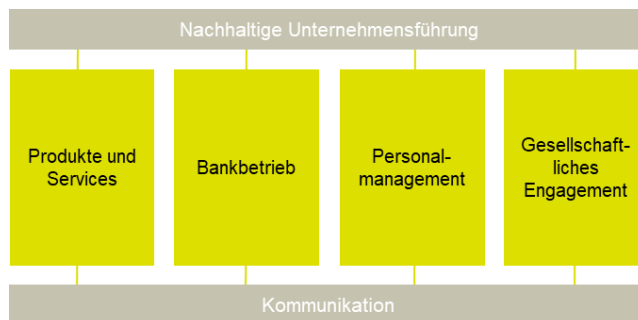 Nachhaltige Unternehmensführung
Produkte und
Services
Bankbetrieb
Personal-
management
Gesellschaft-
liches
Engagement
Kommunikation